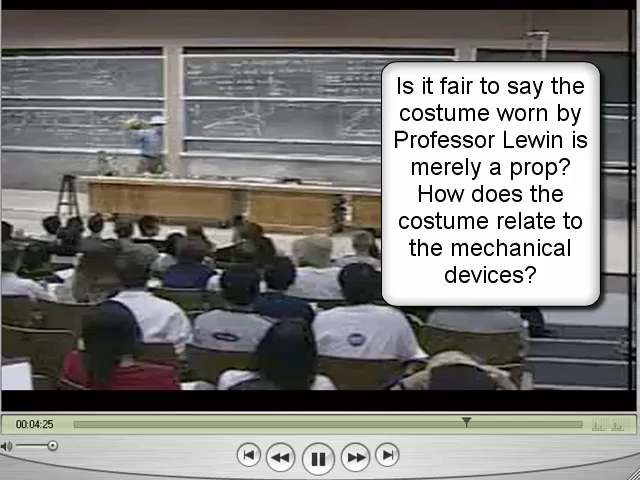 Is it fair to say the
costume worn by
Professor Lewin is
merely a prop?
How does the
costume relate to
the mechanical
devices?
00:04:25